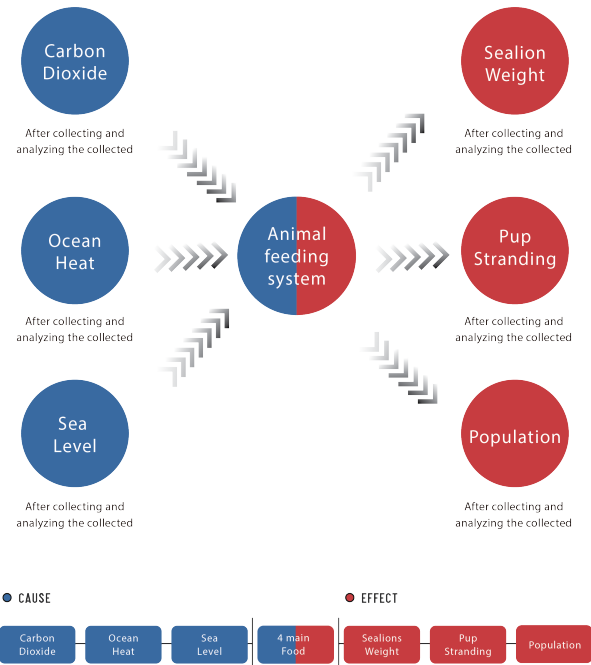 Carbon
Dioxide
After collecting and
analyzing the collected
Sealion
Weight
After collecting and
analyzing the collected
Ocean
Heat
After collecting and
analyzing the collected
Animal
feeding
system
Pup
Stranding
After collecting and
analyzing the collected
Sea
Level
After collecting and
analyzing the collected
Population
After collecting and
analyzing the collected
CAUSE
EFFECT
Carbon
Dioxide
Ocean
Heat
Sea
Level
4 main
Food
Sealions
Weight
Pup
Stranding
Population